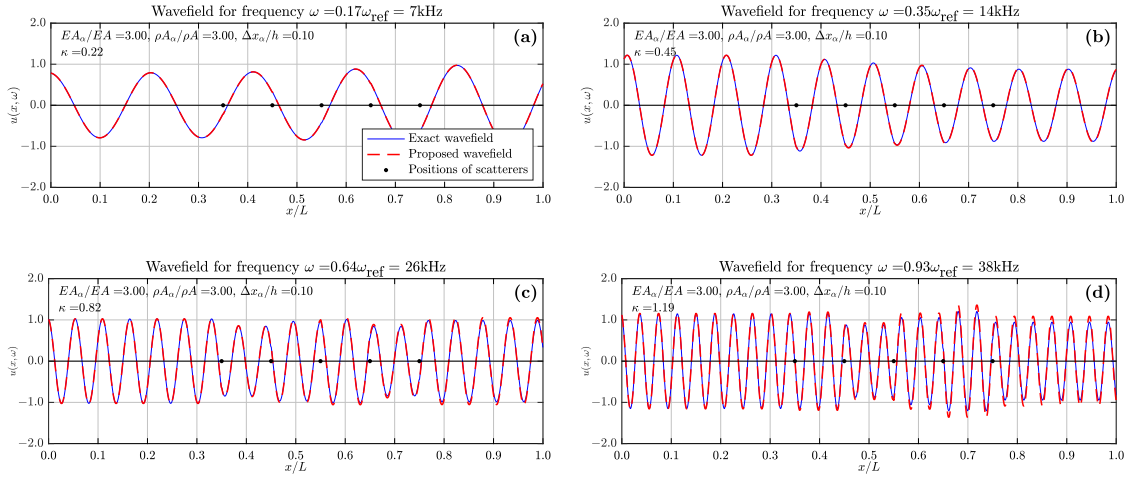 Wavefield for frequency ω =0.17ω_ref = 7kHz
EA_α/EA =3.00, ρA_α/ρA =3.00, Δx_α/h =0.10
κ =0.22
(a)
2.0
1.0
0.0
−1.0
−2.0
u(x, ω)
Exact wavefield
Proposed wavefield
Positions of scatterers
0.0 0.1 0.2 0.3 0.4 0.5 0.6 0.7 0.8 0.9 1.0
x/L
Wavefield for frequency ω =0.35ω_ref = 14kHz
EA_α/EA =3.00, ρA_α/ρA =3.00, Δx_α/h =0.10
κ =0.45
(b)
2.0
1.0
0.0
−1.0
−2.0
u(x, ω)
0.0 0.1 0.2 0.3 0.4 0.5 0.6 0.7 0.8 0.9 1.0
x/L
Wavefield for frequency ω =0.64ω_ref = 26kHz
EA_α/EA =3.00, ρA_α/ρA =3.00, Δx_α/h =0.10
κ =0.82
(c)
2.0
1.0
0.0
−1.0
−2.0
u(x, ω)
0.0 0.1 0.2 0.3 0.4 0.5 0.6 0.7 0.8 0.9 1.0
x/L
Wavefield for frequency ω =0.93ω_ref = 38kHz
EA_α/EA =3.00, ρA_α/ρA =3.00, Δx_α/h =0.10
κ =1.19
(d)
2.0
1.0
0.0
−1.0
−2.0
u(x, ω)
0.0 0.1 0.2 0.3 0.4 0.5 0.6 0.7 0.8 0.9 1.0
x/L